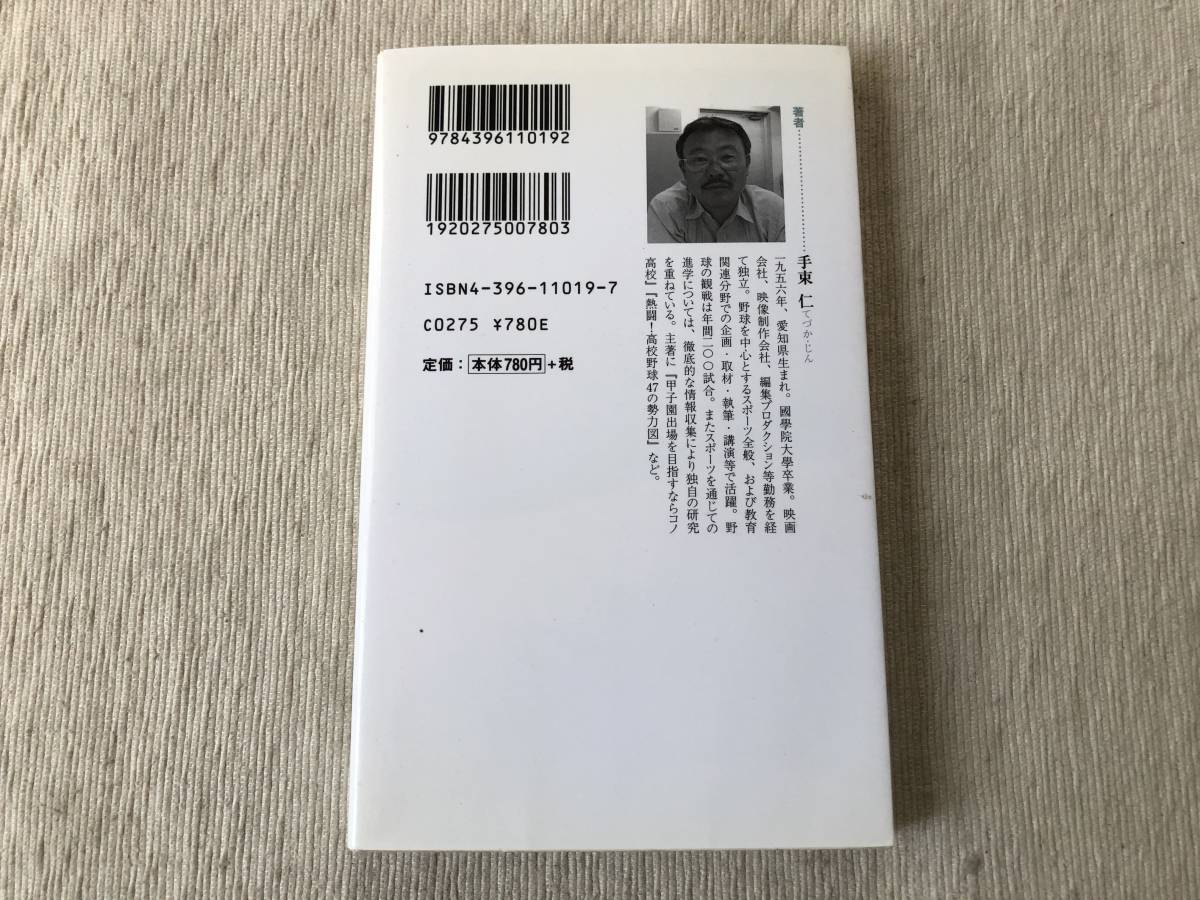 9784396110192
1920275007803
ISBN4-396-11019-7
C0275 ¥780E
定価：本体780円+税
著者
手束 仁 てづか・じん
一九五六年、愛知県生まれ。國學院大學卒業。映画
会社、映像制作会社、編集プロダクション等勤務を経
て独立。野球を中心とするスポーツ全般、および教育
関連分野での企画・取材・執筆・講演等で活躍。野
球の観戦は年間二〇〇試合。またスポーツを通じての
進学については、徹底的な情報収集により独自の研究
を重ねている。主著に『甲子園出場を目指すならコノ
高校』『熱闘！高校野球47の勢力図』など。